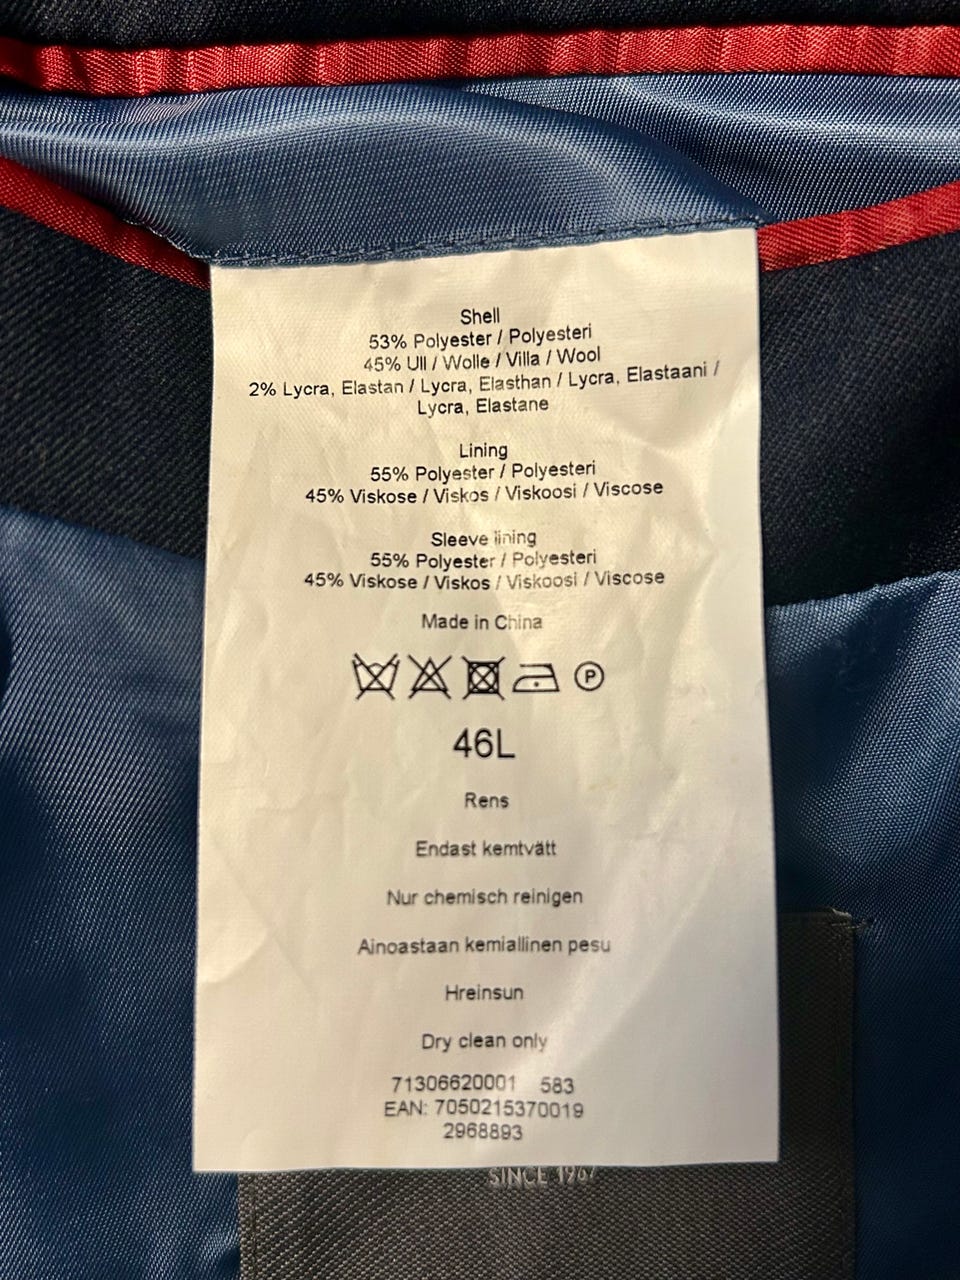 Shell
53% Polyester / Polyesteri
45% Ull / Wolle / Villa / Wool
2% Lycra, Elastan / Lycra, Elasthan / Lycra, Elastaani /
Lycra, Elastane
Lining
55% Polyester / Polyesteri
45% Viskose / Viskos / Viskoosi / Viscose
Sleeve lining
55% Polyester / Polyesteri
45% Viskose / Viskos / Viskoosi / Viscose
Made in China
P
46L
Rens
Endast kemtvätt
Nur chemisch reinigen
Ainoastaan kemiallinen pesu
Hreinsun
Dry clean only
71306620001 583
EAN: 7050215370019
2968893
SINCE 1967